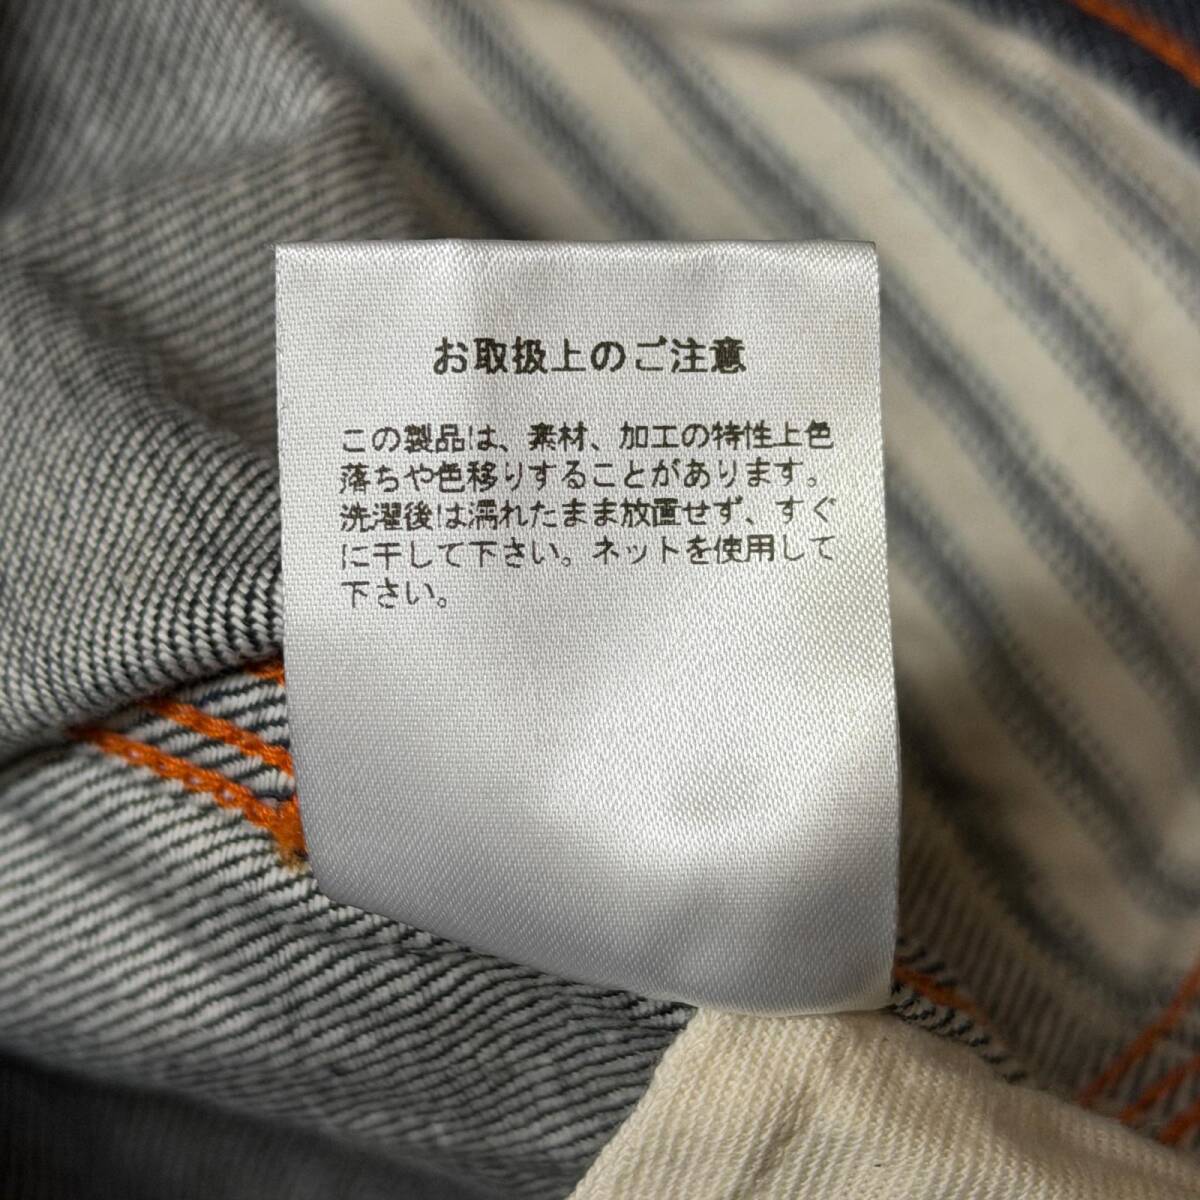 お取扱上のご注意
この製品は、素材、加工の特性上色
落ちや色移りすることがあります。
洗濯後は濡れたまま放置せず、すぐ
に干して下さい。ネットを使用して
下さい。